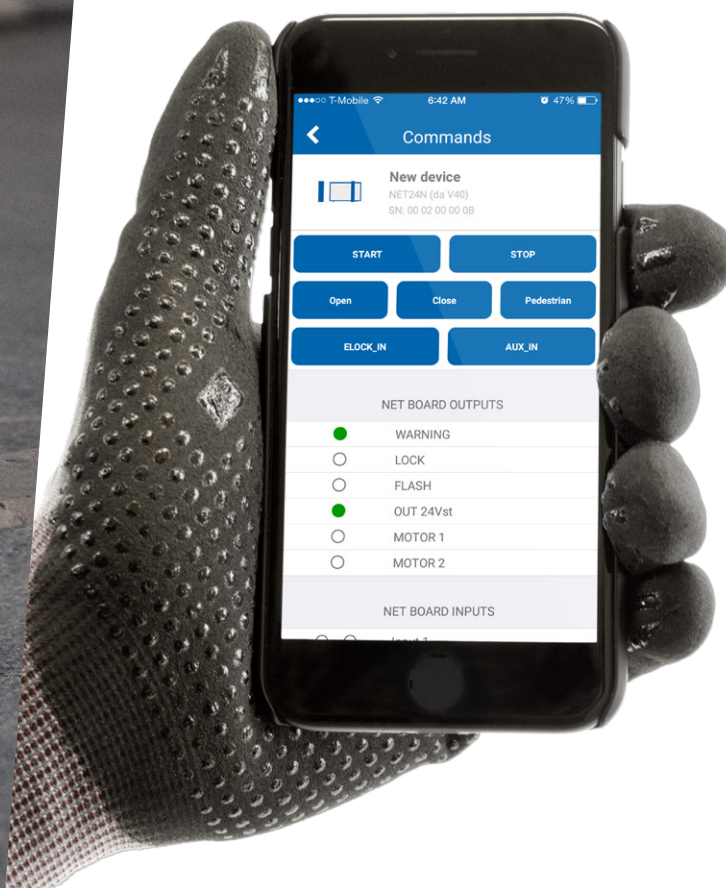 T-Mobile 6:42 AM 47%
Commands
New device
NET24N (da V40)
SN: 00 02 00 00 0B
START STOP
Open Close Pedestrian
ELOCK_IN AUX_IN
NET BOARD OUTPUTS
WARNING
LOCK
FLASH
OUT 24Vst
MOTOR 1
MOTOR 2
NET BOARD INPUTS
Input 1